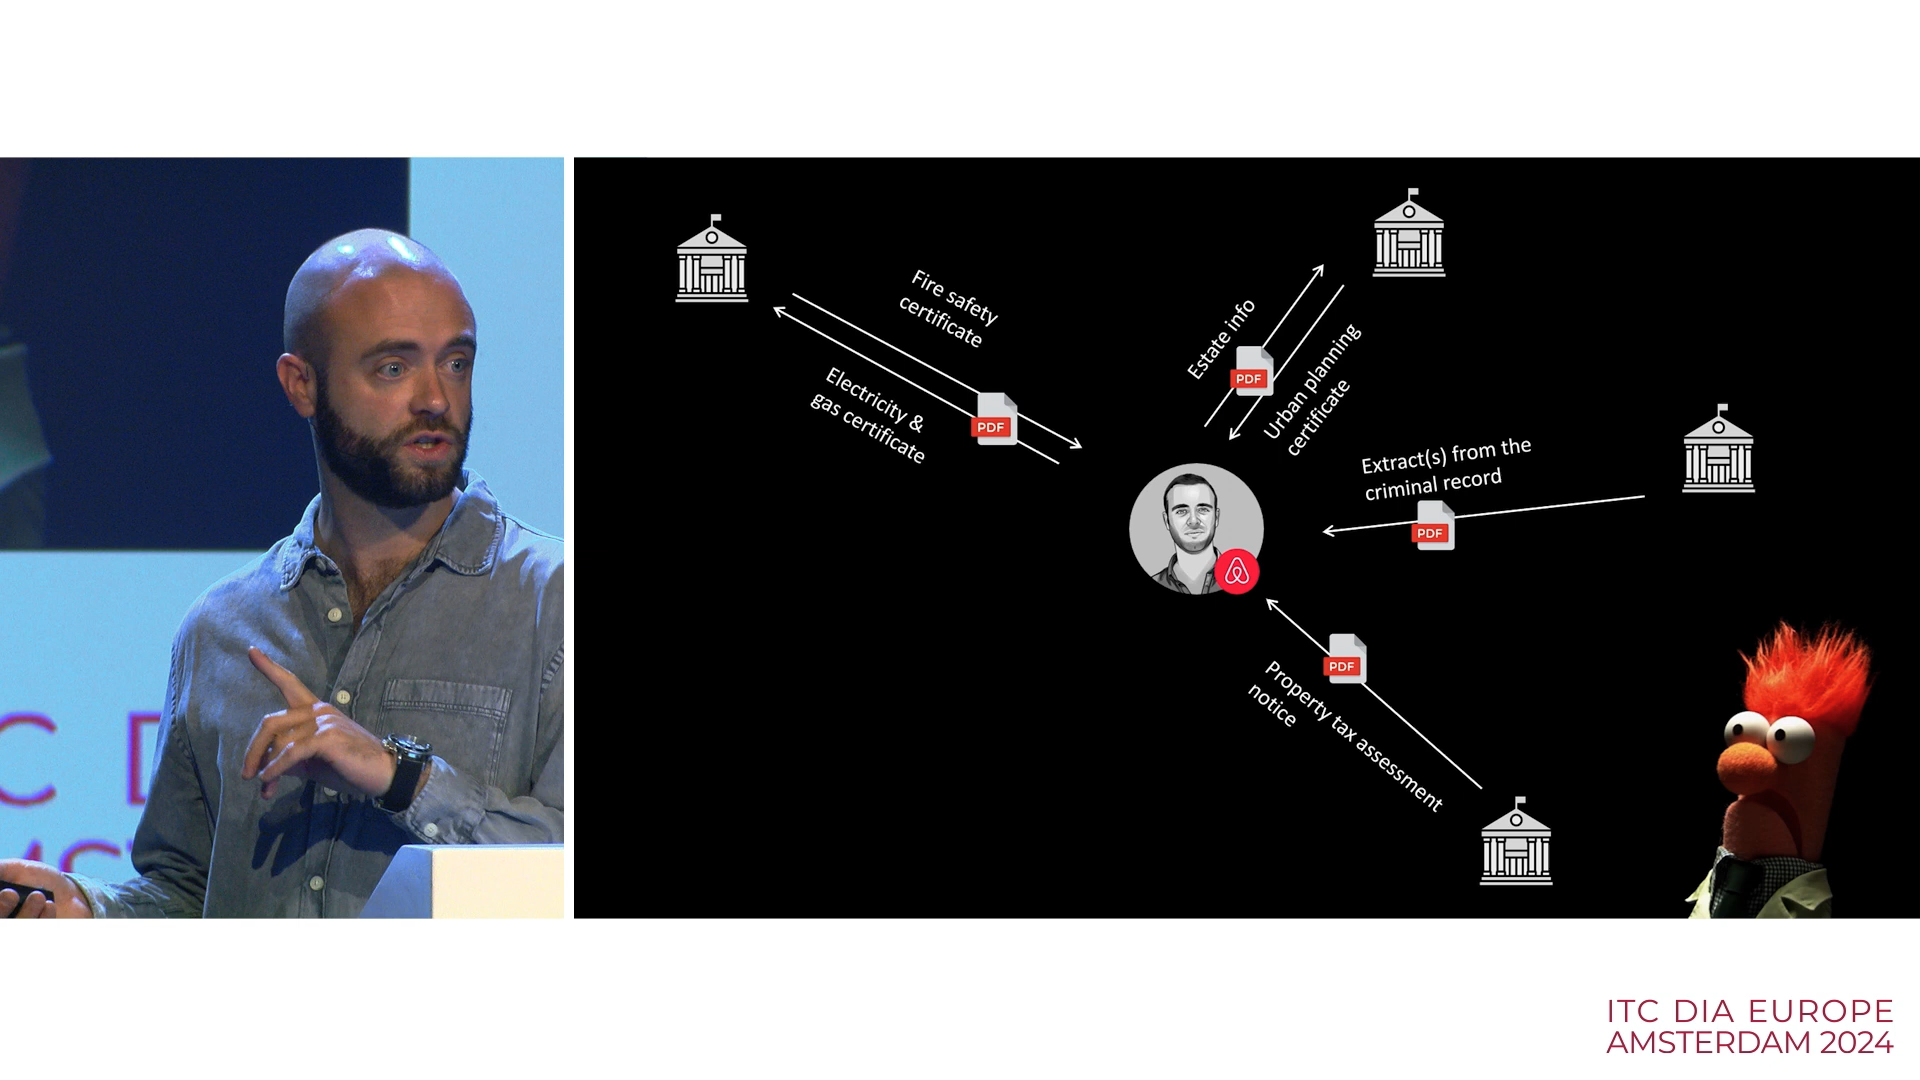 Fire safety
certificate
Electricity &
gas certificate
PDF
Estate info
PDF
Urban planning
certificate
Extract(s) from the
criminal record
PDF
PDF
Property tax assessment
notice
ITC DIA EUROPE
AMSTERDAM 2024